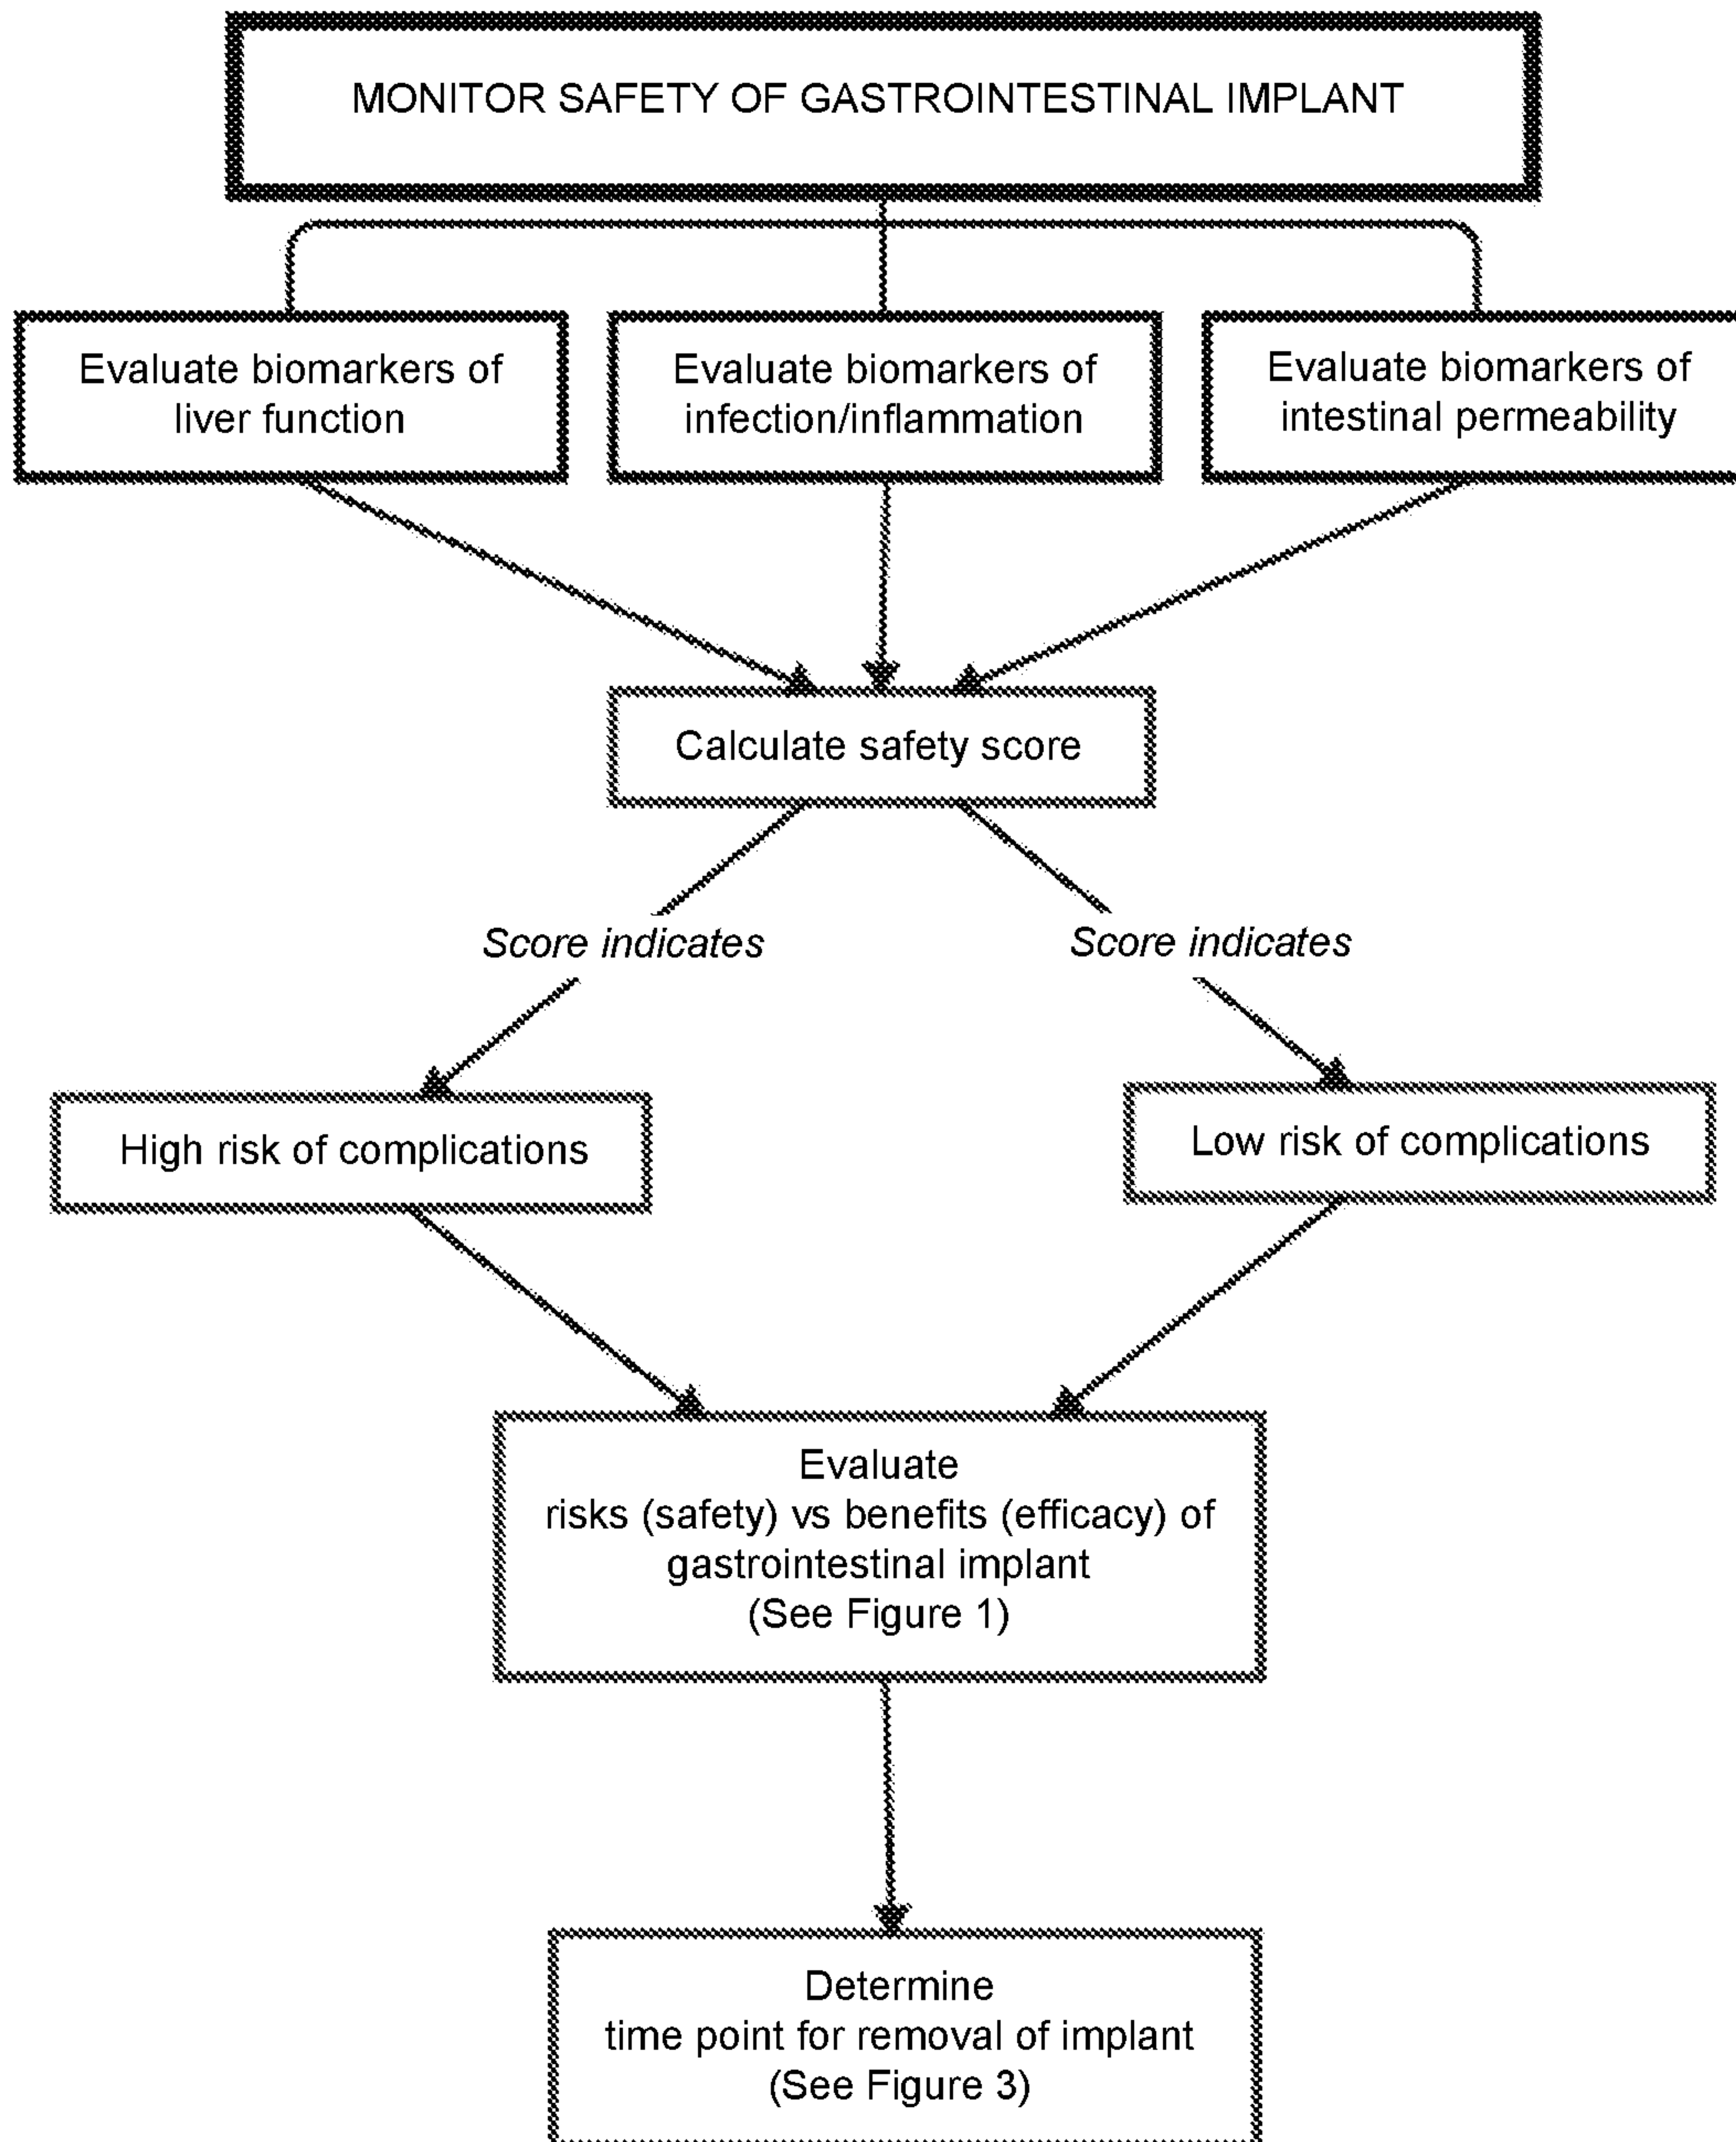 MONITOR SAFETY OF GASTROINTESTINAL IMPLANT
Evaluate biomarkers of
liver function
Evaluate biomarkers of
infection/inflammation
Evaluate biomarkers of
intestinal permeability
Calculate safety score
Score indicates
Score indicates
High risk of complications
Low risk of complications
Evaluate
risks (safety) vs benefits (efficacy) of
gastrointestinal implant
(See Figure 1)
Determine
time point for removal of implant
(See Figure 3)